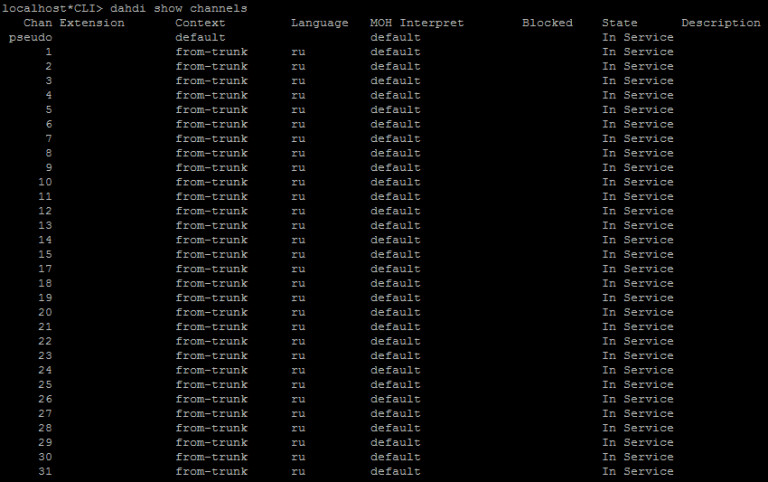 localhost*CLI> dahdi show channels
Chan Extension Context Language MOH Interpret Blocked State Description
pseudo default default In Service
1 from-trunk ru default In Service
2 from-trunk ru default In Service
3 from-trunk ru default In Service
4 from-trunk ru default In Service
5 from-trunk ru default In Service
6 from-trunk ru default In Service
7 from-trunk ru default In Service
8 from-trunk ru default In Service
9 from-trunk ru default In Service
10 from-trunk ru default In Service
11 from-trunk ru default In Service
12 from-trunk ru default In Service
13 from-trunk ru default In Service
14 from-trunk ru default In Service
15 from-trunk ru default In Service
17 from-trunk ru default In Service
18 from-trunk ru default In Service
19 from-trunk ru default In Service
20 from-trunk ru default In Service
21 from-trunk ru default In Service
22 from-trunk ru default In Service
23 from-trunk ru default In Service
24 from-trunk ru default In Service
25 from-trunk ru default In Service
26 from-trunk ru default In Service
27 from-trunk ru default In Service
28 from-trunk ru default In Service
29 from-trunk ru default In Service
30 from-trunk ru default In Service
31 from-trunk ru default In Service